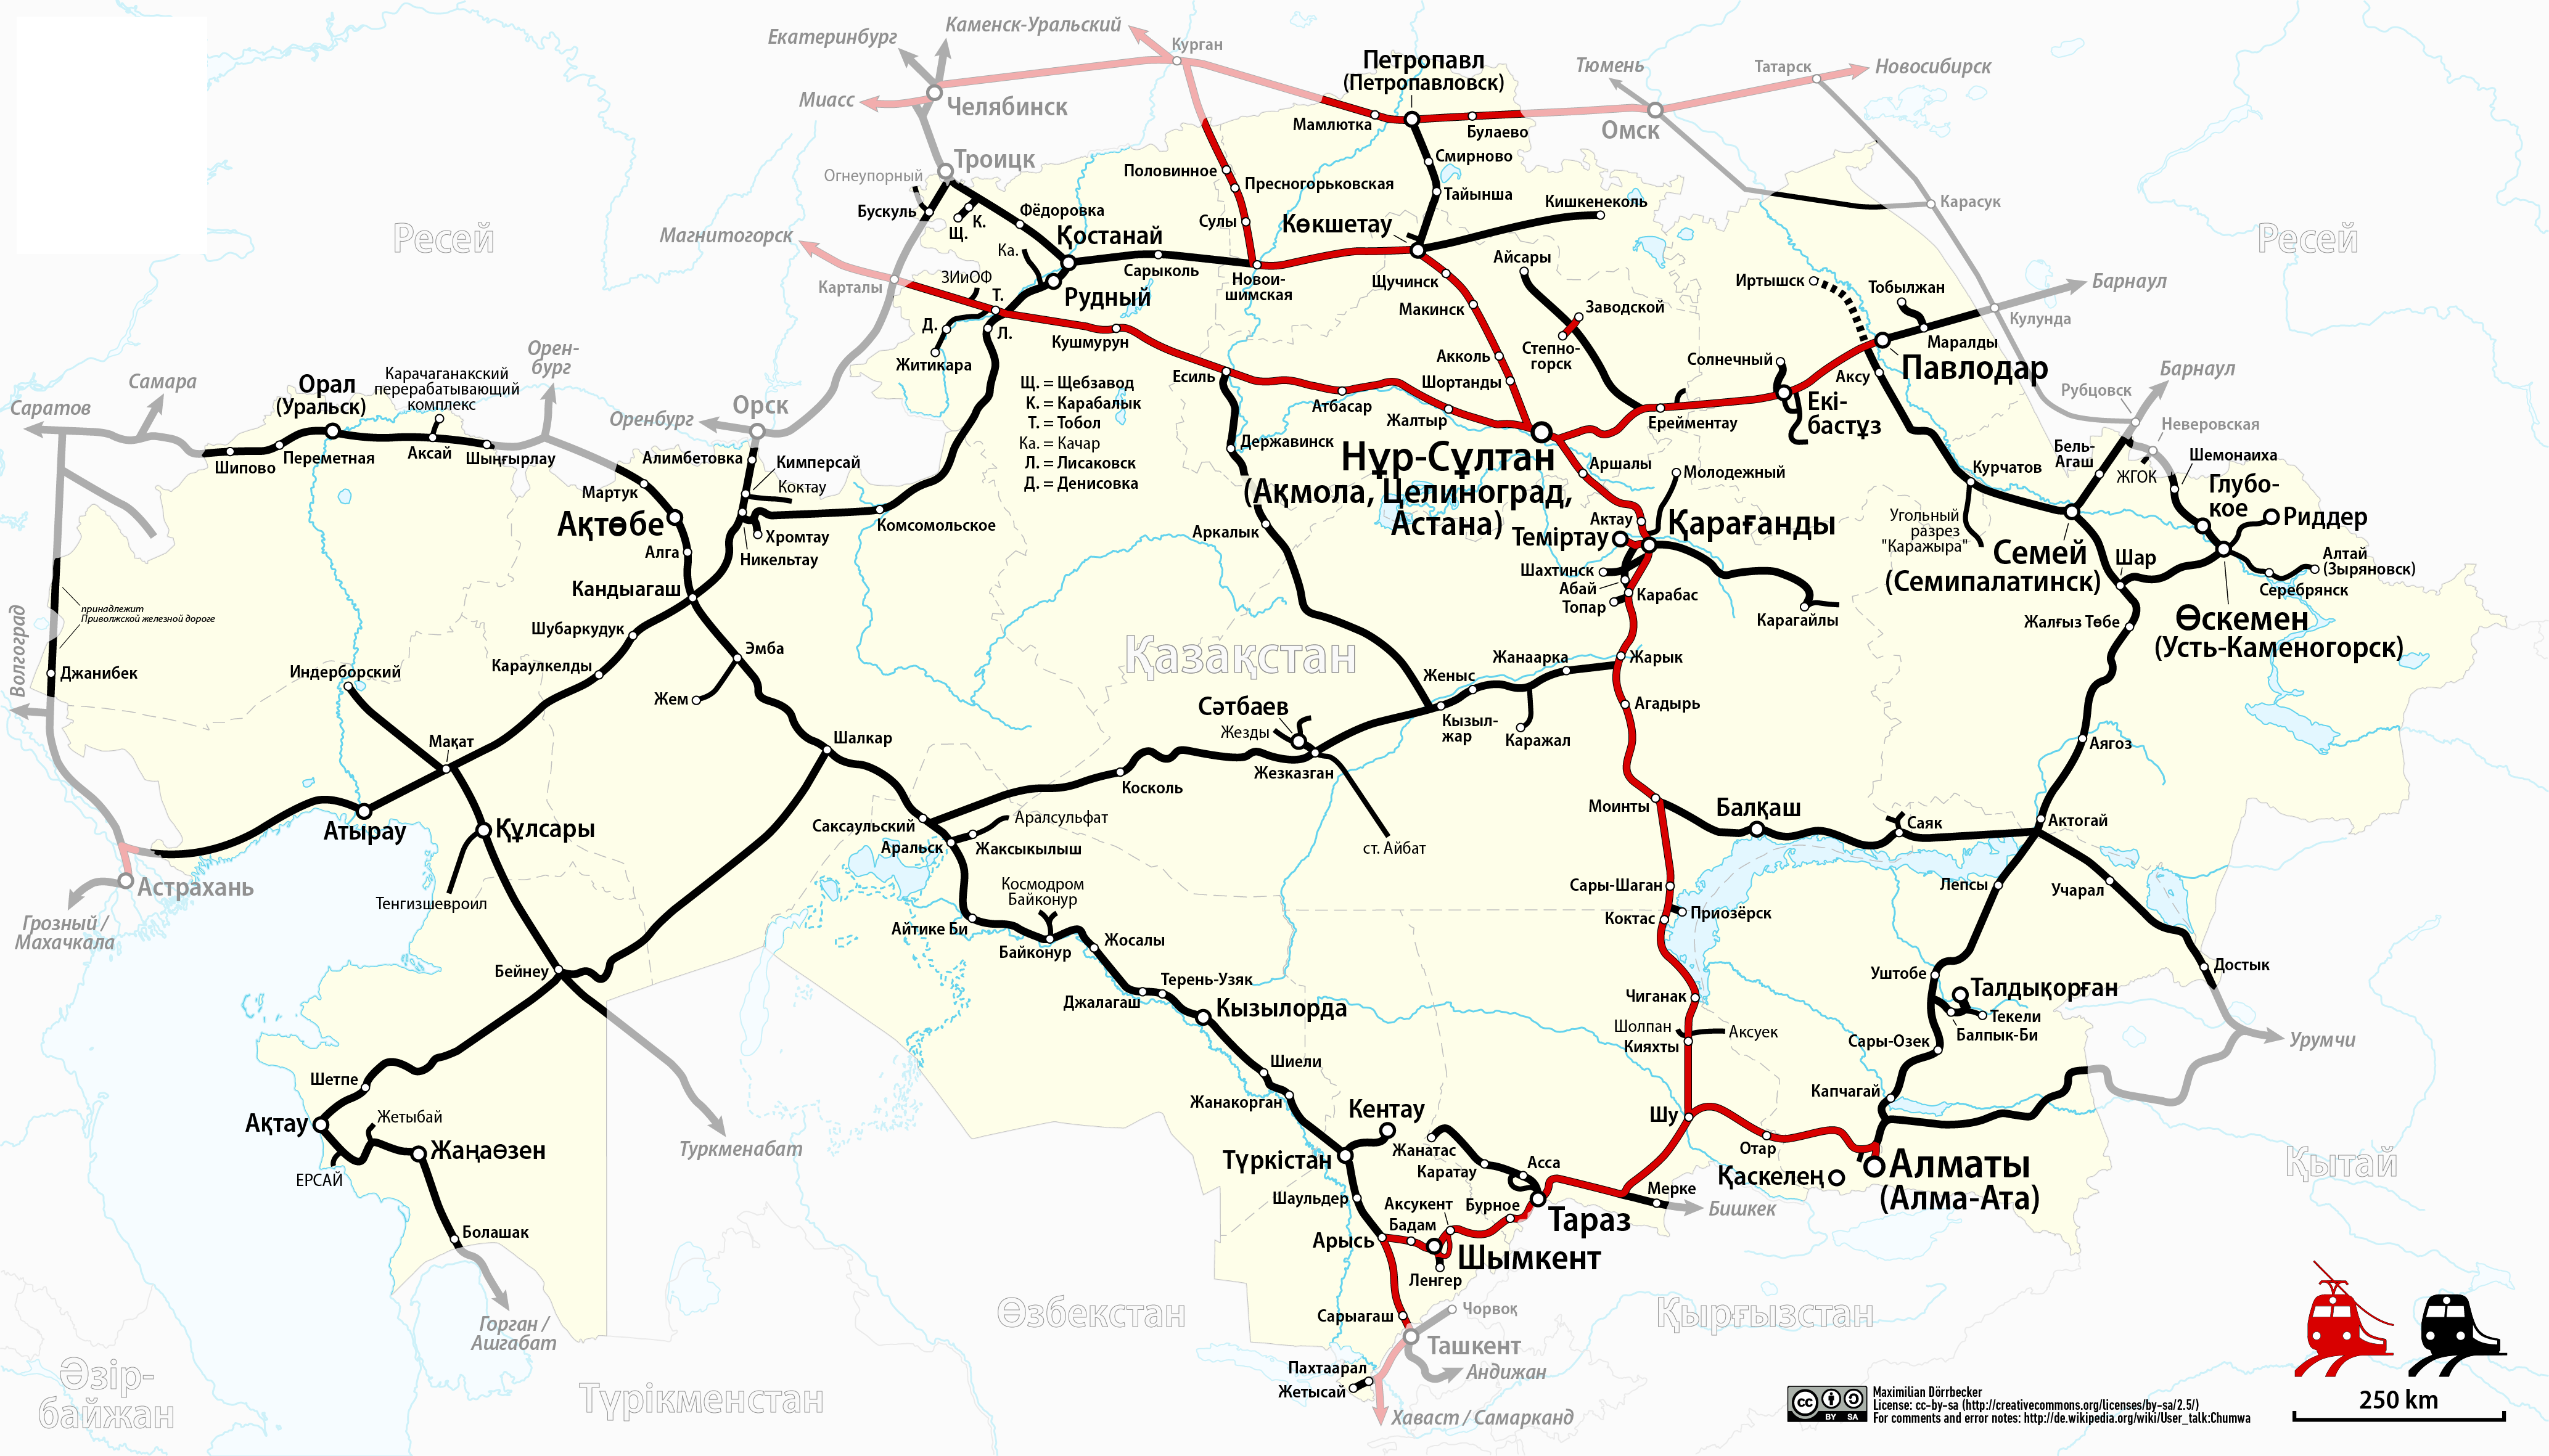 Каменск-Уральский
Екатеринбург
Курган
Петропавл
(Петропавловск)
Тюмень
Татарск
Новосибирск
Миасс
Челябинск
Мамлютка
Булаево
Омск
Троицк
Смирново
Огнеупорный
Половинное
Пресногорьковская
Тайынша
Кишкенеколь
Карасук
Бускуль
Щ.
К.
Фёдоровка
Сулы
Көкшетау
Ресей
Ресей
Магнитогорск
Ка.
Қостанай
Сарыколь
Новои-
шимская
Щучинск
Айсары
Иртышск
Тобылжан
Барнаул
Карталы
ЗИиОФ
Т.
Рудный
Макинск
Заводской
Кулунда
Д.
Л.
Кушмурун
Житикара
Степно-
горск
Маралды
Солнечный
Павлодар
Аксу
Орен-
бург
Самара
Саратов
Орал
(Уральск)
Карачаганакский
перерабатывающий
комплекс
Есиль
Акколь
Шортанды
Атбасар
Жалтыр
Барнаул
Рубцовск
Щ. = Щебзавод
К. = Карабалык
Т. = Тобол
Ка. = Качар
Л. = Лисаковск
Д. = Денисовка
Екі-
бастұз
Ерейментау
Оренбург
Орск
Неверовская
Шипово
Переметная
Аксай
Шыңғырлау
Алимбетовка
Кимперсай
Коктау
Державинск
Нұр-Сұлтан
(Ақмола, Целиноград,
Астана)
Аршалы
Молодежный
Бель-
Агаш
ЖГОК
Шемонаиха
Курчатов
Глубо-
кое
Риддер
Мартук
Ақтөбе
Комсомольское
Хромтау
Никельтау
Аркалык
Актау
Қарағанды
Теміртау
Угольный
разрез
"Каражыра"
Семей
(Семипалатинск)
Шар
Алтай
(Зыряновск)
Серебрянск
Алга
Кандыагаш
Шахтинск
Абай
Топар
Карабас
Карагайлы
Өскемен
(Усть-Каменогорск)
Жалғыз Төбе
Волгоград
принадлежит
Приволжской железной дороге
Джанибек
Шубаркудук
Эмба
Караулкелды
Жем
Индерборский
Қазақстан
Жанаарка
Жарык
Женыс
Кызыл-
жар
Каражал
Агадырь
Сәтбаев
Жезды
Жезказган
Аягоз
Мақат
Шалкар
Косколь
Моинты
Балқаш
Саяк
Актогай
Атырау
Құлсары
Саксаульский
Аралсульфат
Аральск
Жаксыкылыш
ст. Айбат
Астрахань
Грозный /
Махачкала
Тенгизшевроил
Космодром
Байконур
Сары-Шаган
Коктас
Приозёрск
Лепсы
Учарал
Айтике Би
Байконур
Жосалы
Бейнеу
Терень-Узяк
Джалагаш
Кызылорда
Чиганак
Уштобе
Достык
Талдықорған
Текели
Балпык-Би
Шолпан
Аксуек
Кияхты
Сары-Озек
Урумчи
Шиели
Жанакорган
Шетпе
Ақтау
Жетыбай
Жаңаөзен
ЕРСАЙ
Туркменабат
Кентау
Түркістан
Жанатас
Каратау
Асса
Шу
Капчагай
Отар
Қаскелең
Алматы
(Алма-Ата)
Қытай
Шаульдер
Аксукент
Бурное
Бадам
Тараз
Мерке
Бишкек
Болашак
Арысь
Шымкент
Ленгер
Горган /
Ашгабат
Өзбекстан
Сарыагаш
Чорвоқ
Ташкент
Қырғызстан
Әзір-
байжан
Түрікменстан
Пахтаарал
Жетысай
Андижан
Хаваст / Самарканд
cc
BY SA
Maximilian Dörrbecker
License: cc-by-sa (http://creativecommons.org/licenses/by-sa/2.5/)
For comments and error notes: http://de.wikipedia.org/wiki/User_talk:Chumwa
250 km